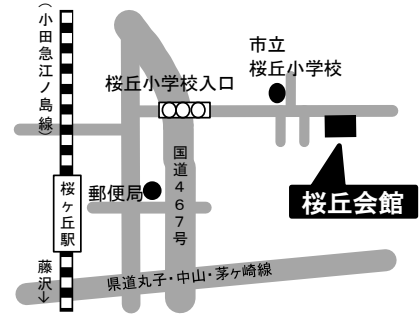 （小田急江ノ島線）
市立
桜丘小学校
桜丘小学校入口
国道467号
桜丘会館
郵便局
桜ヶ丘駅
藤沢↓
県道丸子・中山・茅ヶ崎線